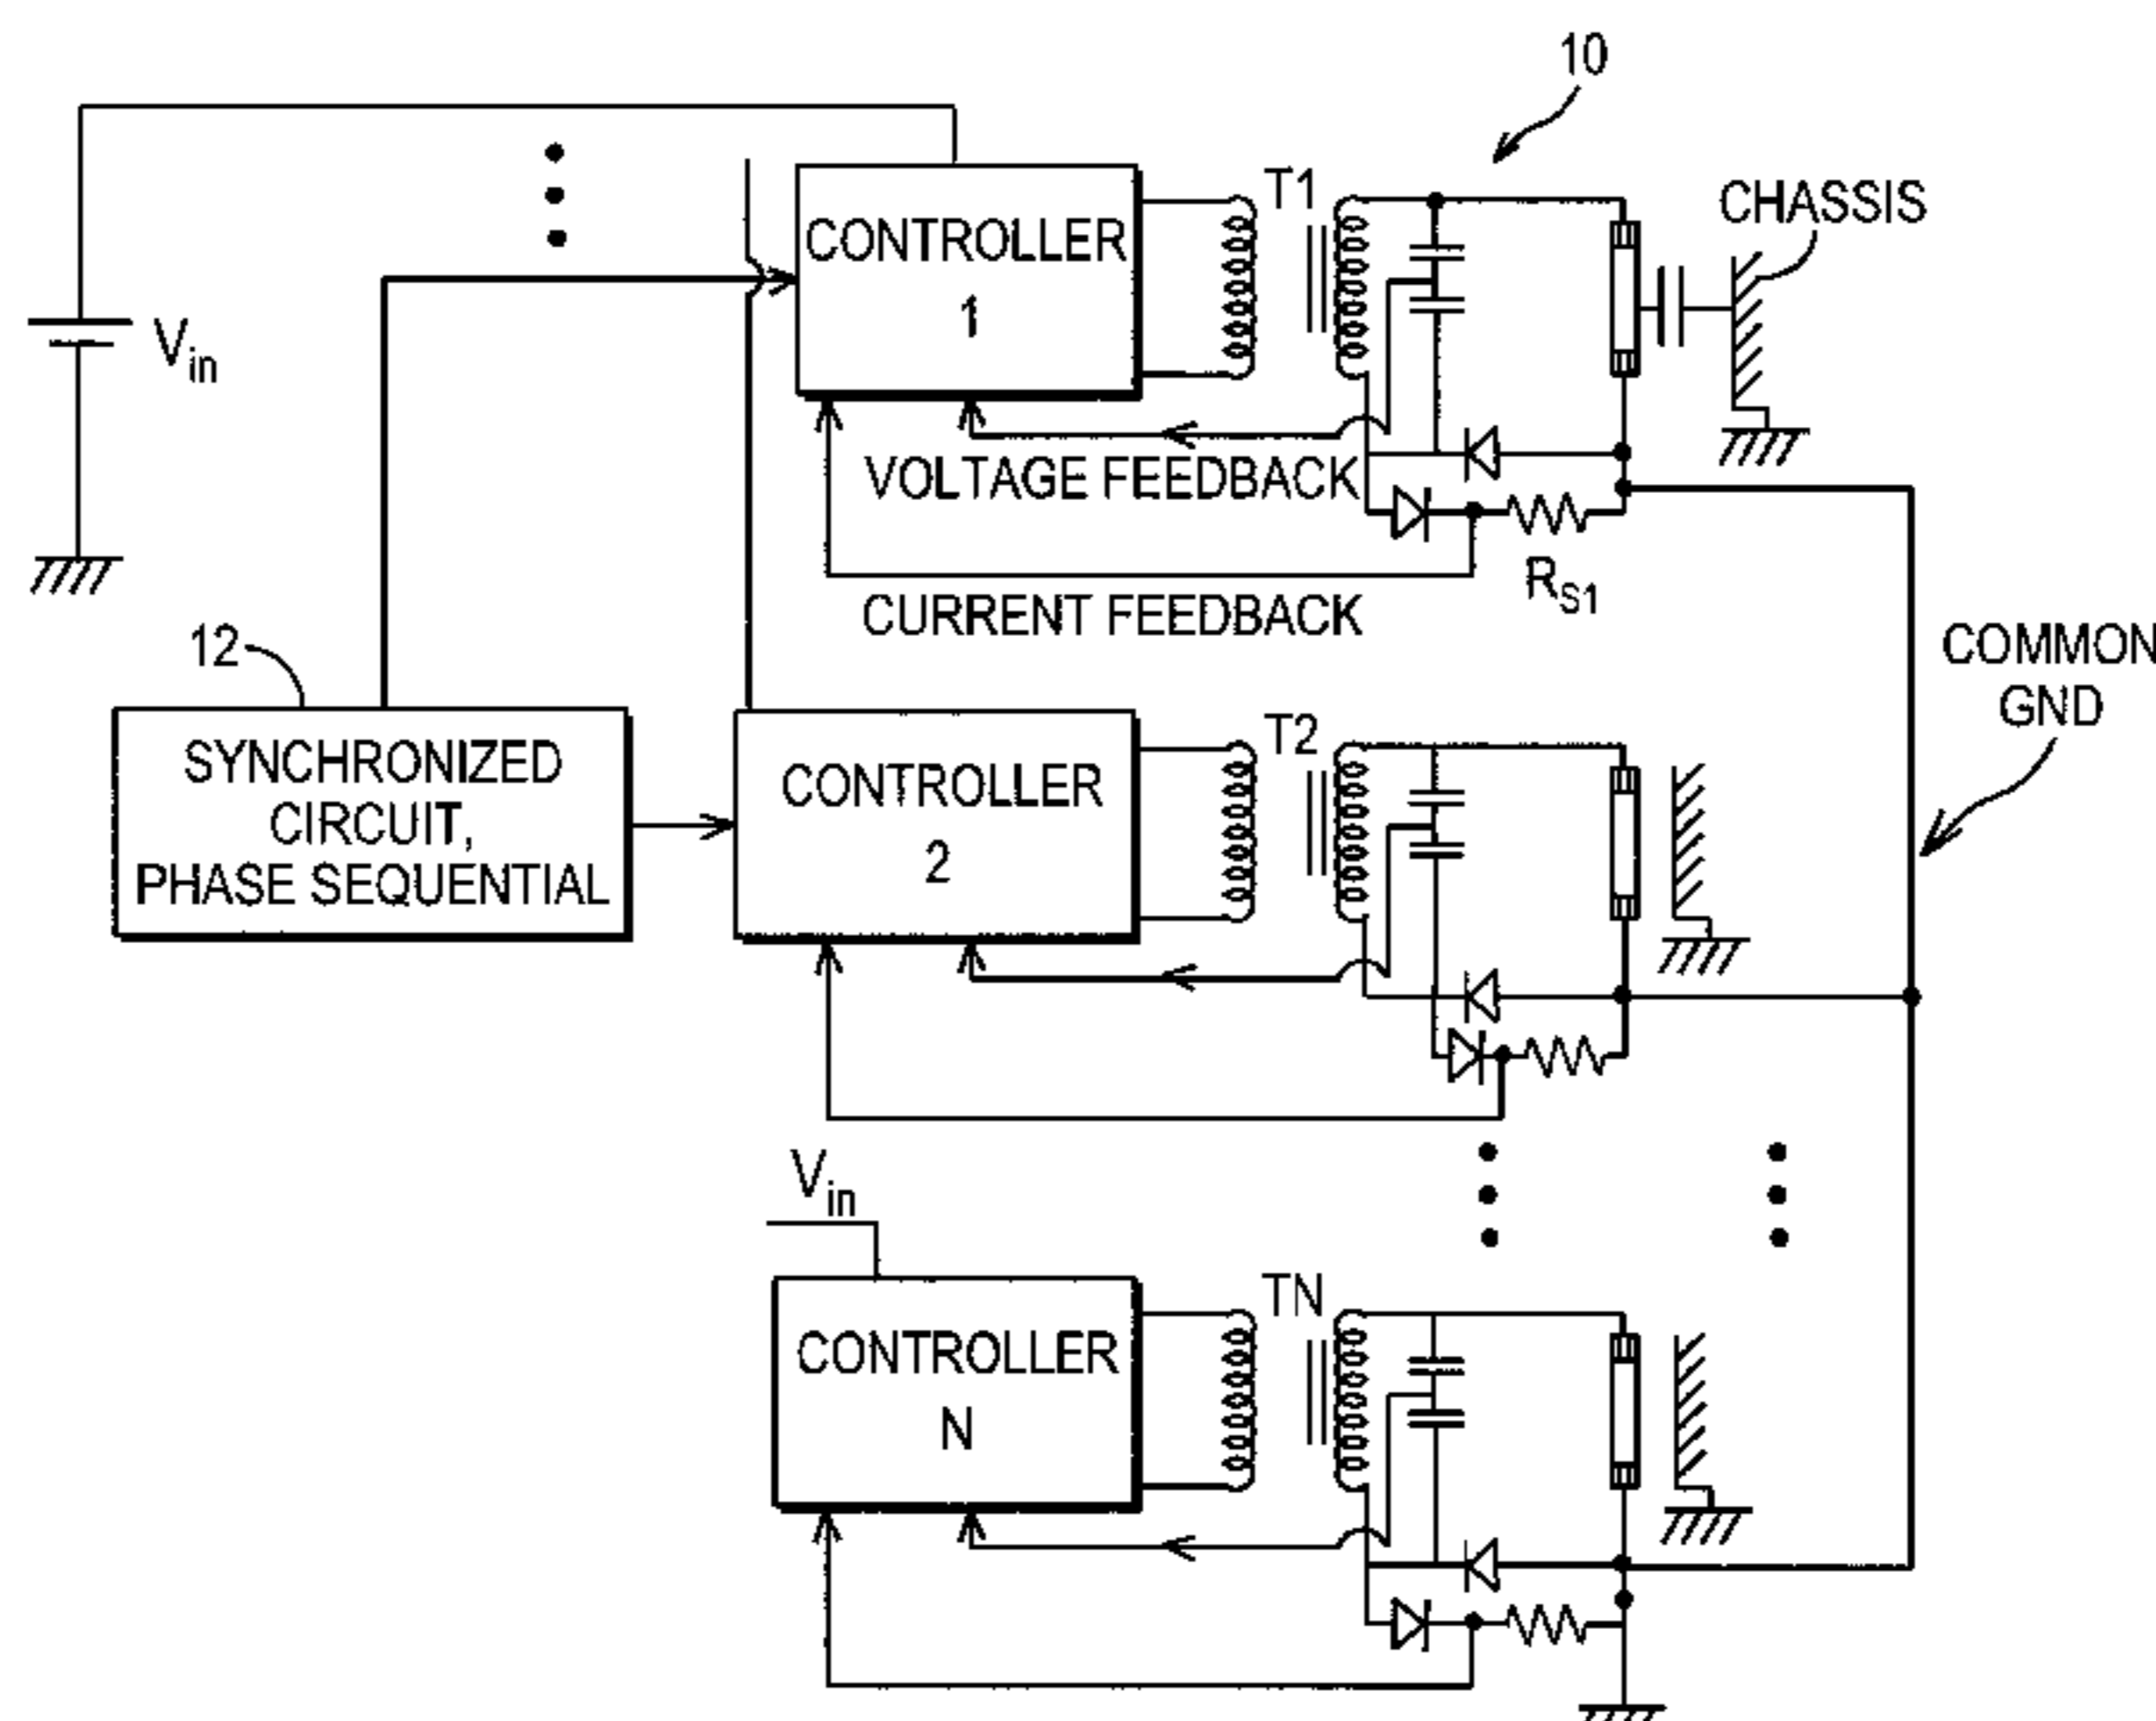 10
T1
CHASSIS
CONTROLLER
1
Vin
VOLTAGE FEEDBACK
RS1
CURRENT FEEDBACK
12
COMMON
GND
SYNCHRONIZED
CIRCUIT,
PHASE SEQUENTIAL
T2
CONTROLLER
2
Vin
TN
CONTROLLER
N